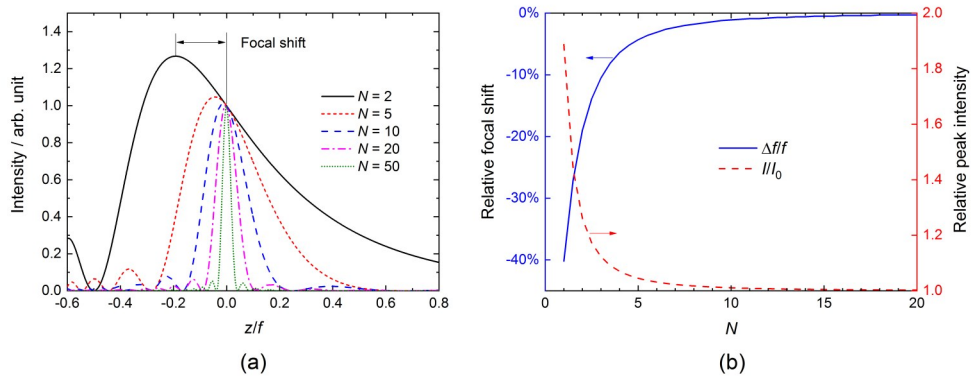 Intensity / arb. unit
1.4
1.2
1.0
0.8
0.6
0.4
0.2
0.0
Focal shift
N = 2
N = 5
N = 10
N = 20
N = 50
-0.6 -0.4 -0.2 0.0 0.2 0.4 0.6 0.8
z/f
(a)
Relative focal shift
0%
-10%
-20%
-30%
-40%
Δf/f
I/I0
2.0
1.8
1.6
1.4
1.2
1.0
Relative peak intensity
0 5 10 15 20
N
(b)